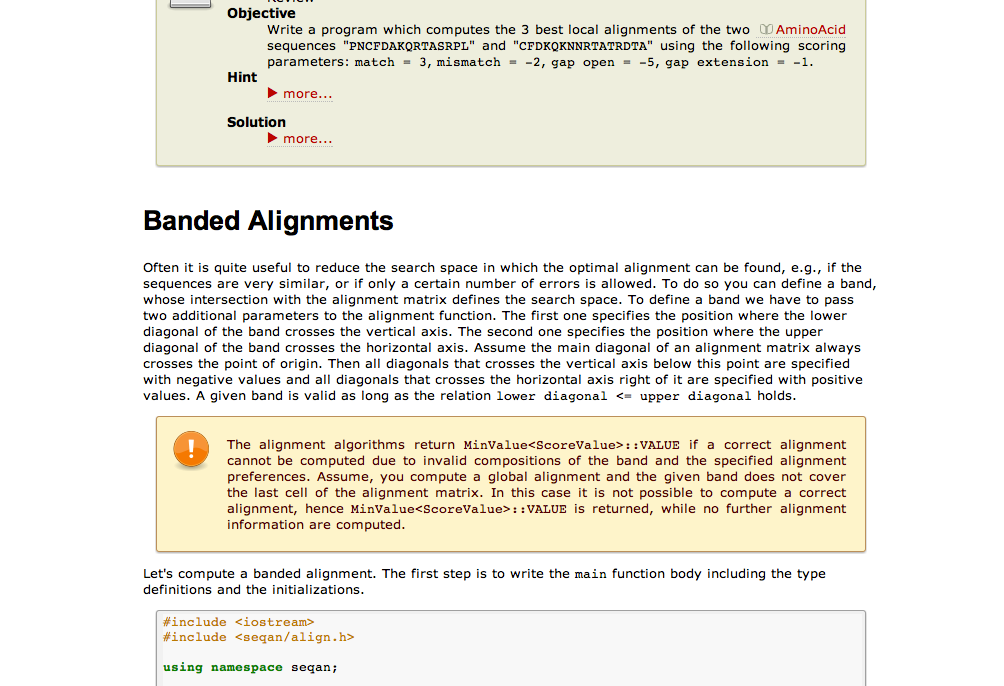 Review
Objective
Write a program which computes the 3 best local alignments of the two AminoAcid
sequences "PNCFDAKQRTASRPL" and "CFDKQKNNRTATRDTA" using the following scoring
parameters: match = 3, mismatch = -2, gap open = -5, gap extension = -1.
Hint
more...
Solution
more...
Banded Alignments
Often it is quite useful to reduce the search space in which the optimal alignment can be found, e.g., if the
sequences are very similar, or if only a certain number of errors is allowed. To do so you can define a band,
whose intersection with the alignment matrix defines the search space. To define a band we have to pass
two additional parameters to the alignment function. The first one specifies the position where the lower
diagonal of the band crosses the vertical axis. The second one specifies the position where the upper
diagonal of the band crosses the horizontal axis. Assume the main diagonal of an alignment matrix always
crosses the point of origin. Then all diagonals that crosses the vertical axis below this point are specified
with negative values and all diagonals that crosses the horizontal axis right of it are specified with positive
values. A given band is valid as long as the relation lower diagonal <= upper diagonal holds.
The alignment algorithms return MinValue<ScoreValue>::VALUE if a correct alignment
cannot be computed due to invalid compositions of the band and the specified alignment
preferences. Assume, you compute a global alignment and the given band does not cover
the last cell of the alignment matrix. In this case it is not possible to compute a correct
alignment, hence MinValue<ScoreValue>::VALUE is returned, while no further alignment
information are computed.
Let's compute a banded alignment. The first step is to write the main function body including the type
definitions and the initializations.
#include <iostream>
#include <seqan/align.h>
using namespace seqan;